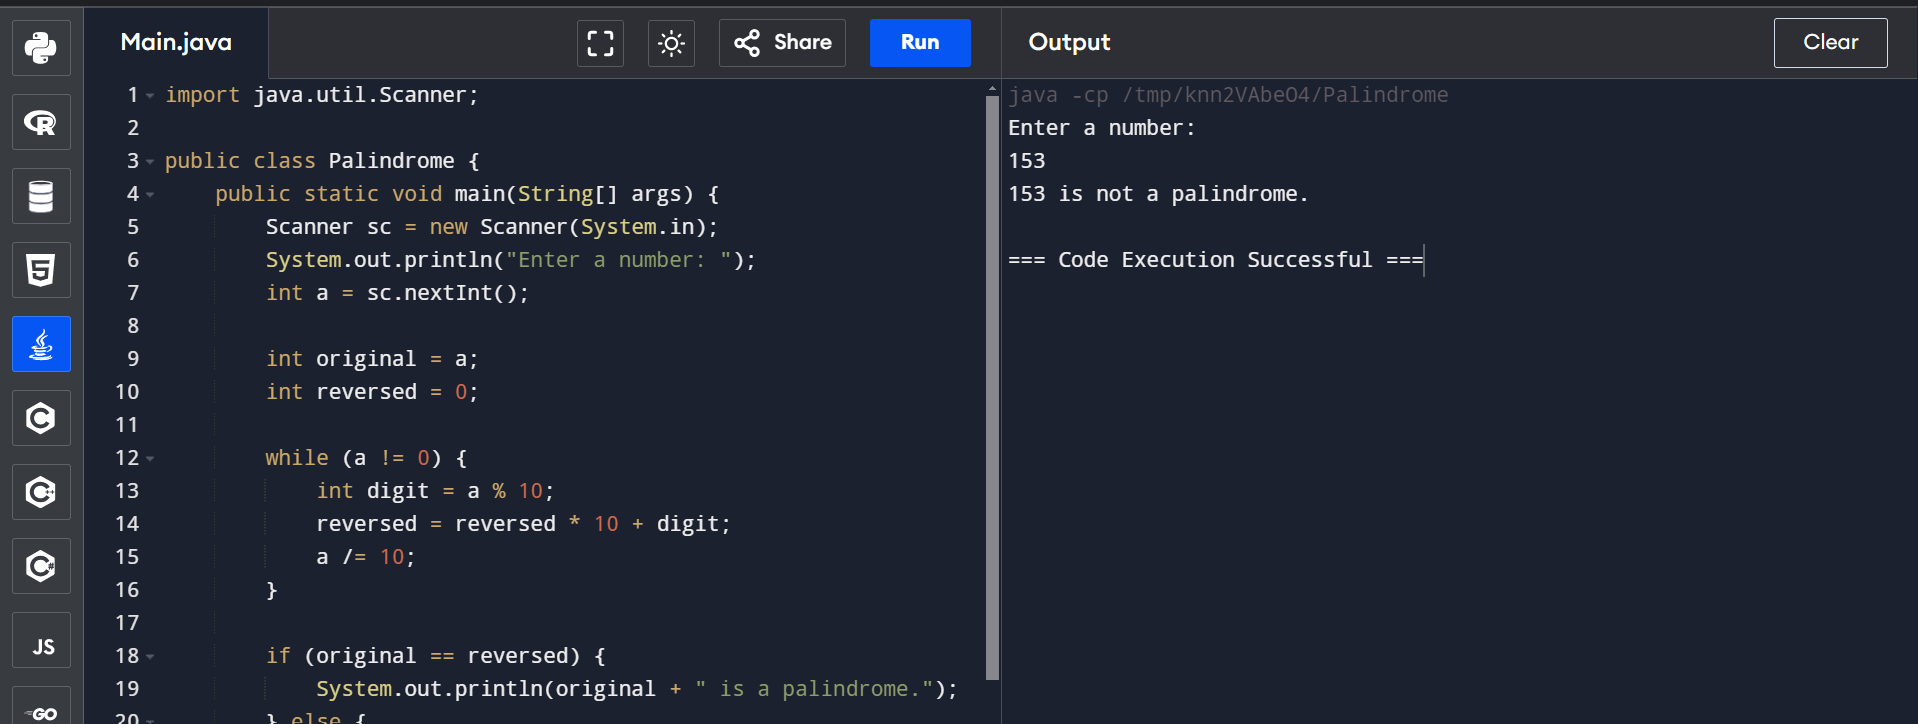 Main.java
Share
Run
Output
Clear
1 import java.util.Scanner;
2
3 public class Palindrome {
4 public static void main(String[] args) {
5 Scanner sc = new Scanner(System.in);
6 System.out.println("Enter a number: ");
7 int a = sc.nextInt();
8
9 int original = a;
10 int reversed = 0;
11
12 while (a != 0) {
13 int digit = a % 10;
14 reversed = reversed * 10 + digit;
15 a /= 10;
16 }
17
18 if (original == reversed) {
19 System.out.println(original + " is a palindrome.");
20 } else {
java -cp /tmp/knn2VAbeO4/Palindrome
Enter a number:
153
153 is not a palindrome.
=== Code Execution Successful ===
R
5
C
C++
C#
JS
GO